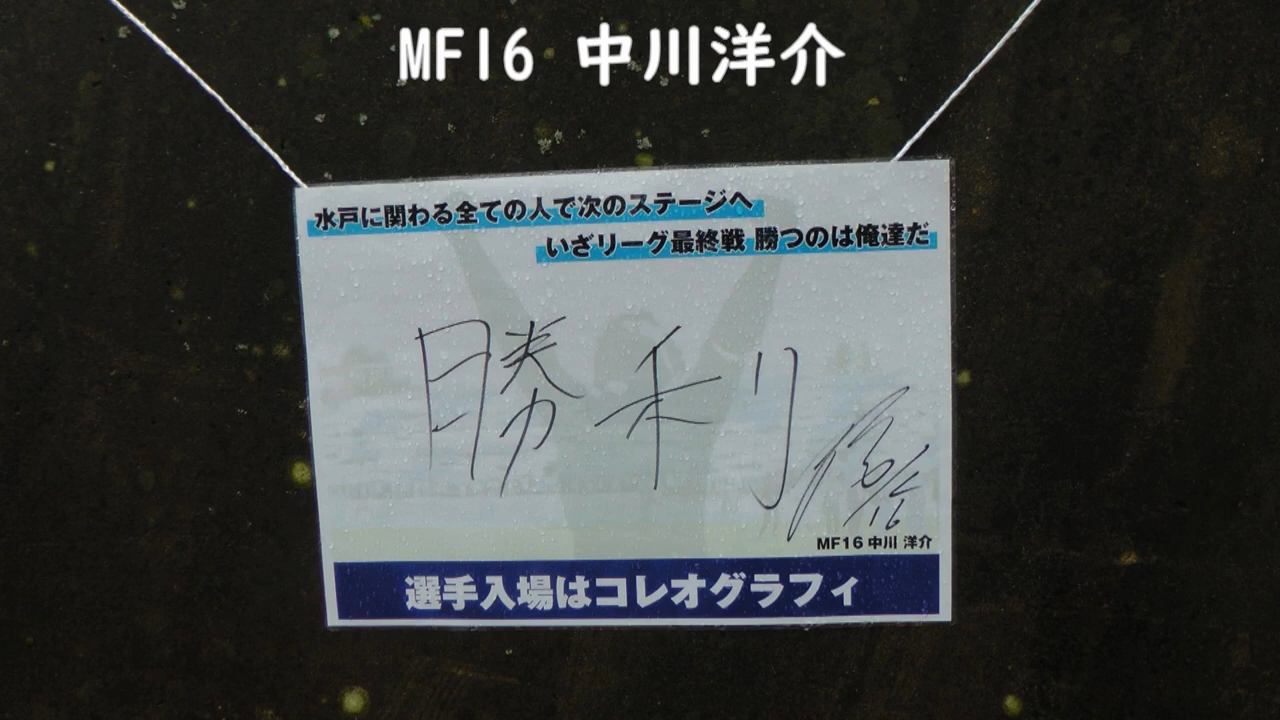 MF16 中川洋介
水戸に関わる全ての人で次のステージへ
いざリーグ最終戦 勝つのは俺達だ
勝利
MF16 中川 洋介
選手入場はコレオグラフィ